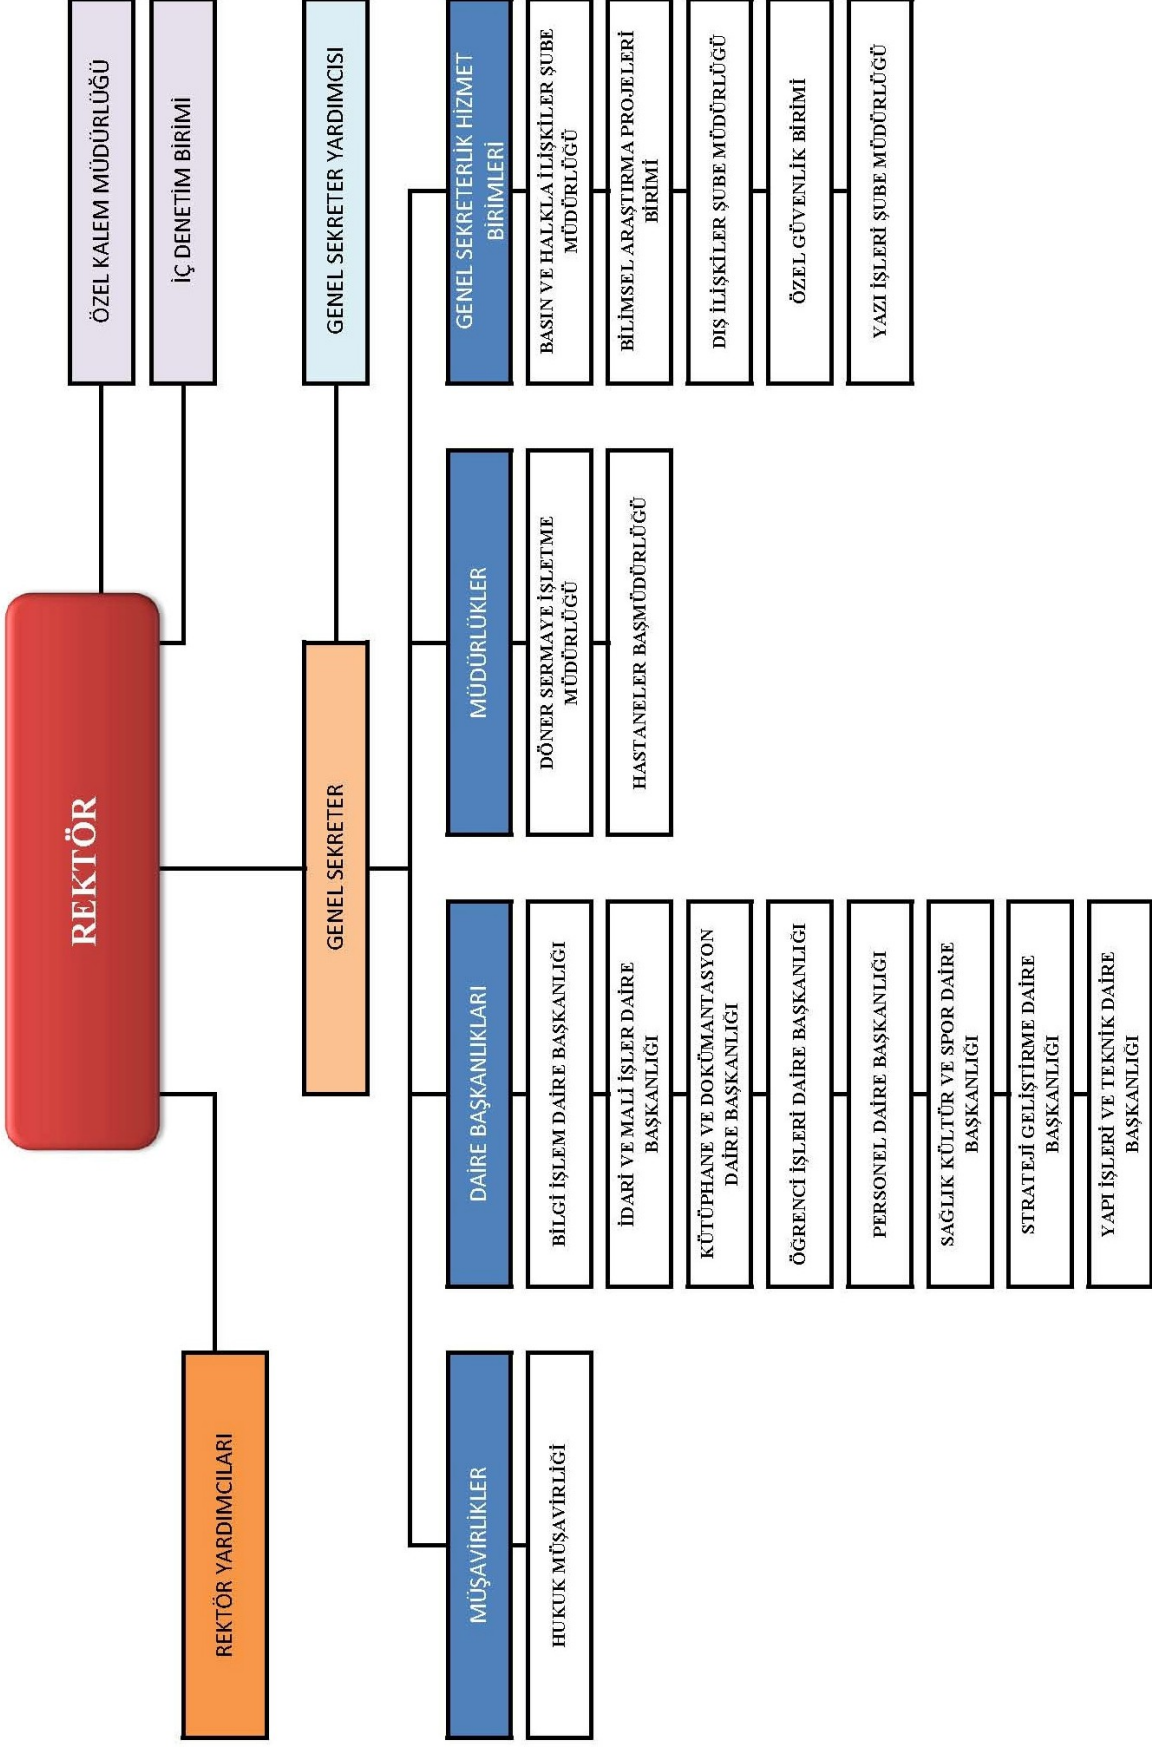 REKTÖR
ÖZEL KALEM MÜDÜRLÜĞÜ
İÇ DENETİM BİRİMİ
REKTÖR YARDIMCILARI
GENEL SEKRETER
GENEL SEKRETER YARDIMCISI
MÜŞAVİRLİKLER
HUKUK MÜŞAVİRLİĞİ
DAİRE BAŞKANLIKLARI
BİLGİ İŞLEM DAİRE BAŞKANLIĞI
İDARİ VE MALİ İŞLER DAİRE
BAŞKANLIĞI
KÜTÜPHANE VE DOKÜMANTASYON
DAİRE BAŞKANLIĞI
ÖĞRENCİ İŞLERİ DAİRE BAŞKANLIĞI
PERSONEL DAİRE BAŞKANLIĞI
SAĞLIK KÜLTÜR VE SPOR DAİRE
BAŞKANLIĞI
STRATEJİ GELİŞTİRME DAİRE
BAŞKANLIĞI
YAPI İŞLERİ VE TEKNİK DAİRE
BAŞKANLIĞI
MÜDÜRLÜKLER
DÖNER SERMAYE İŞLETME
MÜDÜRLÜĞÜ
HASTANELER BAŞMÜDÜRLÜĞÜ
GENEL SEKRETERLİK HİZMET
BİRİMLERİ
BASIN VE HALKLA İLİŞKİLER ŞUBE
MÜDÜRLÜĞÜ
BİLİMSEL ARAŞTIRMA PROJELERİ
BİRİMİ
DIŞ İLİŞKİLER ŞUBE MÜDÜRLÜĞÜ
ÖZEL GÜVENLİK BİRİMİ
YAZI İŞLERİ ŞUBE MÜDÜRLÜĞÜ